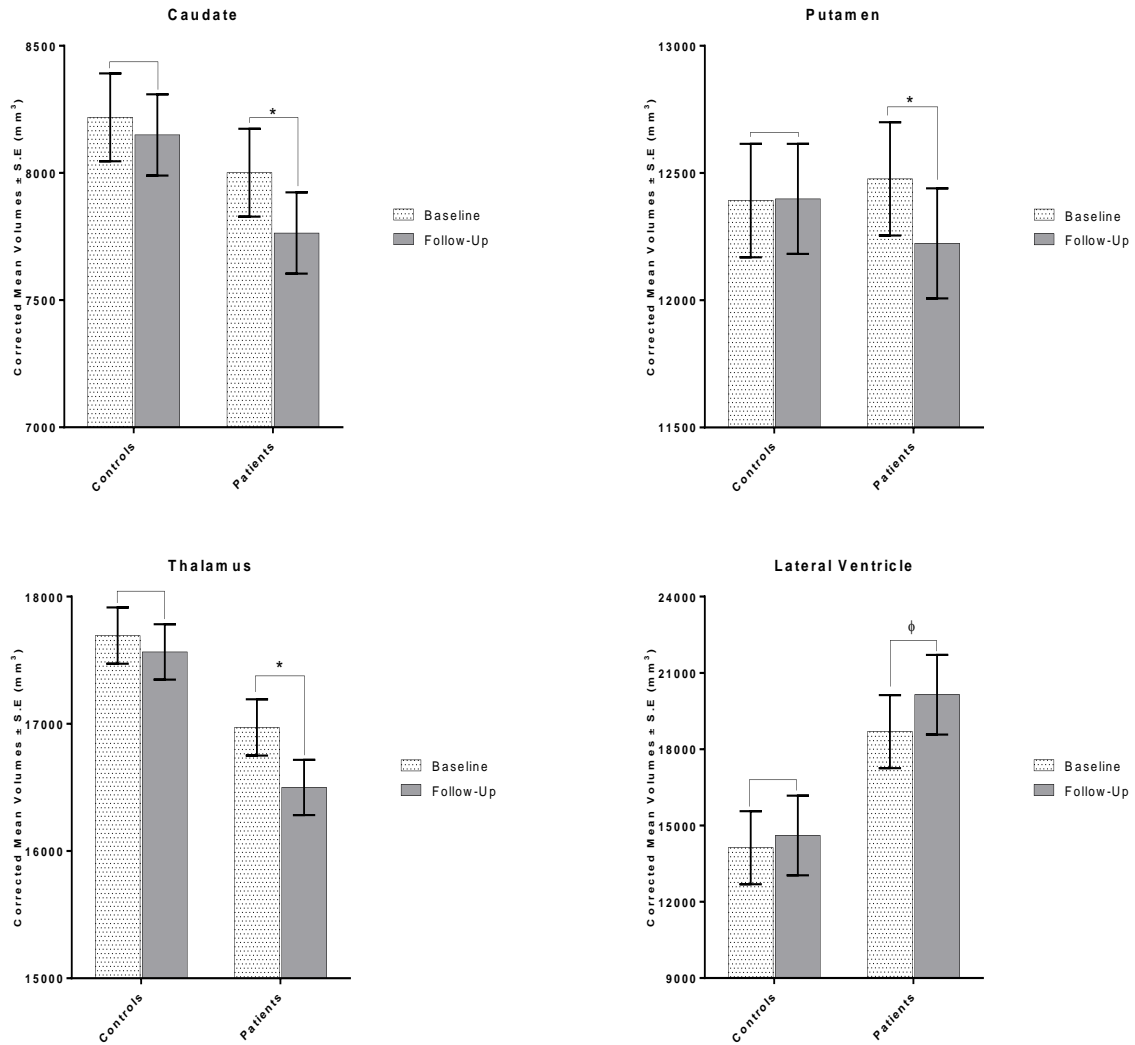 Caudate
Corrected Mean Volumes ± S.E (mm³)
8500
8000
7500
7000
*
Controls
Patients
Baseline
Follow-Up
Putamen
Corrected Mean Volumes ± S.E (mm³)
13000
12500
12000
11500
*
Controls
Patients
Baseline
Follow-Up
Thalamus
Corrected Mean Volumes ± S.E (mm³)
18000
17000
16000
15000
*
Controls
Patients
Baseline
Follow-Up
Lateral Ventricle
Corrected Mean Volumes ± S.E (mm³)
24000
21000
18000
15000
12000
9000
ϕ
Controls
Patients
Baseline
Follow-Up